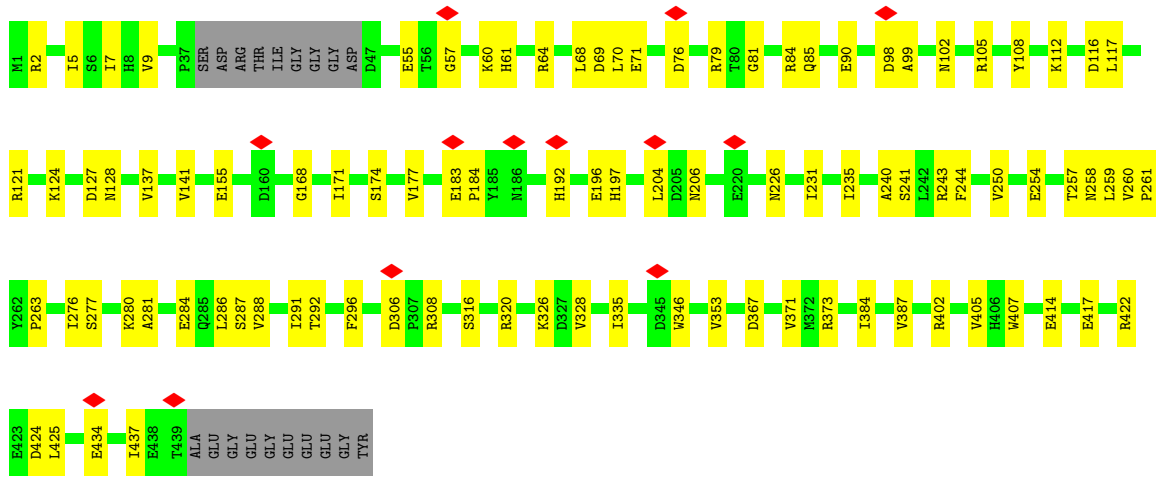 M1 R2 I5 S6 I7 H8 V9 P37 SER ASP ARG THR ILE GLY GLY GLY ASP D47 E55 T56 G57 K60 H61 R64 L68 D69 L70 E71 D76 R79 T80 G81 R84 Q85 E90 D98 A99 N102 R105 Y108 K112 D116 L117
R121 K124 D127 N128 V137 V141 E155 D160 G168 I171 S174 V177 E183 P184 Y185 N186 H192 E196 H197 L204 D205 N206 E220 N226 I231 I235 A240 S241 L242 R243 F244 V250 E254 T257 N258 L259 V260 P261
Y262 P263 I276 S277 K280 A281 E284 Q285 L286 S287 V288 I291 T292 F296 D306 P307 R308 S316 R320 K326 D327 V328 I335 D345 W346 V353 D367 V371 M372 R373 I384 V387 R402 V405 H406 W407 E414 E417 R422
E423 D424 L425 E434 I437 E438 T439 ALA GLU GLY GLU GLY GLU GLU GLU GLY TYR